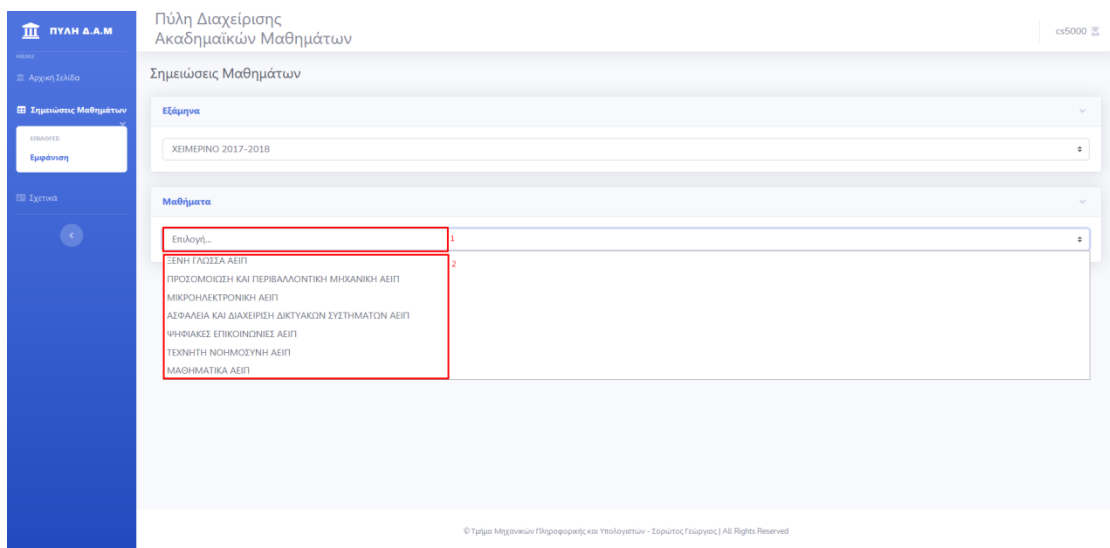 ΠΥΛΗ Δ.Α.Μ
Πύλη Διαχείρισης
Ακαδημαϊκών Μαθημάτων
cs5000
MENU
Αρχική Σελίδα
Σημειώσεις Μαθημάτων
ΕΠΙΛΟΓΕΣ:
Εμφάνιση
Σχετικά
Σημειώσεις Μαθημάτων
Εξάμηνα
ΧΕΙΜΕΡΙΝΟ 2017-2018
Μαθήματα
Επιλογή...
1
ΞΕΝΗ ΓΛΩΣΣΑ ΑΕΙΠ
2
ΠΡΟΣΟΜΟΙΩΣΗ ΚΑΙ ΠΕΡΙΒΑΛΛΟΝΤΙΚΗ ΜΗΧΑΝΙΚΗ ΑΕΙΠ
ΜΙΚΡΟΗΛΕΚΤΡΟΝΙΚΗ ΑΕΙΠ
ΑΣΦΑΛΕΙΑ ΚΑΙ ΔΙΑΧΕΙΡΙΣΗ ΔΙΚΤΥΑΚΩΝ ΣΥΣΤΗΜΑΤΩΝ ΑΕΙΠ
ΨΗΦΙΑΚΕΣ ΕΠΙΚΟΙΝΩΝΙΕΣ ΑΕΙΠ
ΤΕΧΝΗΤΗ ΝΟΗΜΟΣΥΝΗ ΑΕΙΠ
ΜΑΘΗΜΑΤΙΚΑ ΑΕΙΠ
© Τμήμα Μηχανικών Πληροφορικής και Υπολογιστών - Σορώτος Γεώργιος | All Rights Reserved